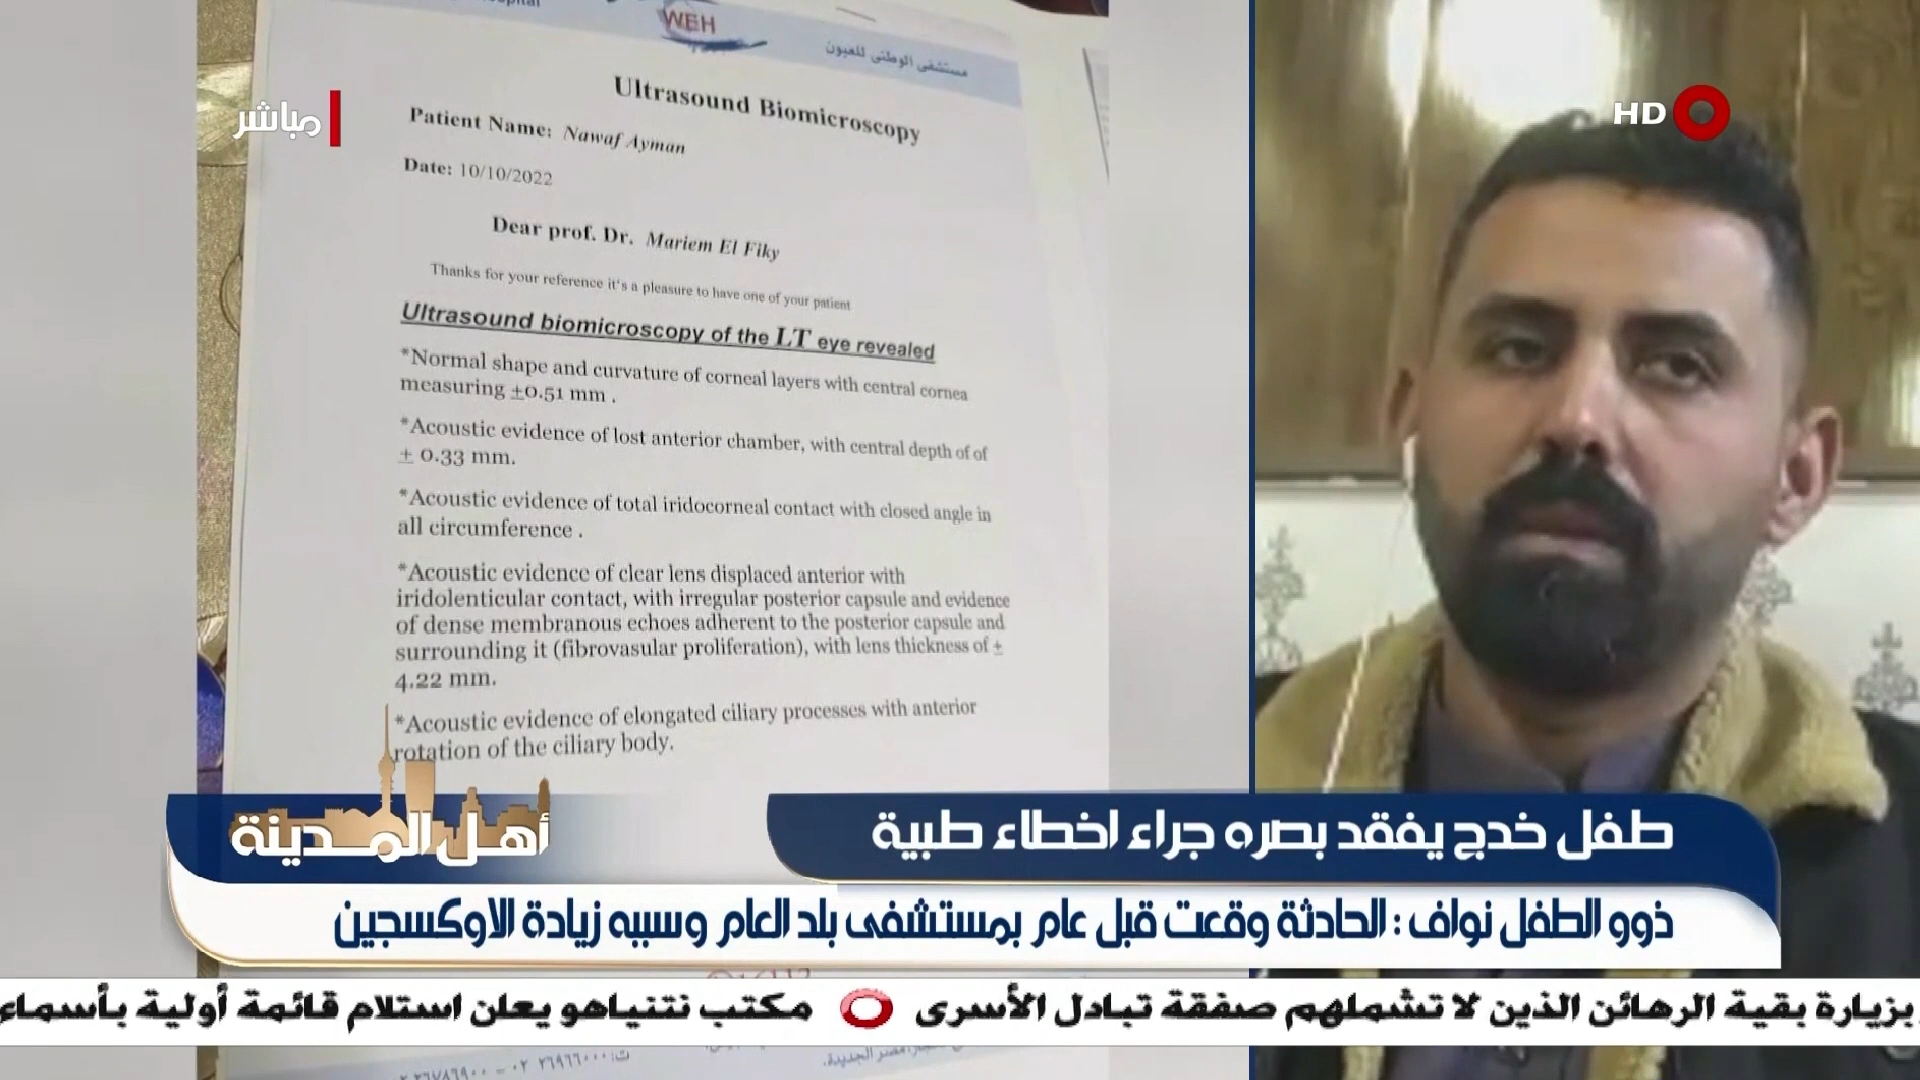 WEH
مستشفى الوطنى للعيون
Ultrasound Biomicroscopy
Patient Name: Nawaf Ayman
Date: 10/10/2022
Dear prof. Dr. Mariem El Fiky
Thanks for your reference it's a pleasure to have one of your patient
Ultrasound biomicroscopy of the LT eye revealed
*Normal shape and curvature of corneal layers with central cornea
measuring ±0.51 mm .
*Acoustic evidence of lost anterior chamber, with central depth of of
± 0.33 mm.
*Acoustic evidence of total iridocorneal contact with closed angle in
all circumference .
*Acoustic evidence of clear lens displaced anterior with
iridolenticular contact, with irregular posterior capsule and evidence
of dense membranous echoes adherent to the posterior capsule and
surrounding it (fibrovasular proliferation), with lens thickness of ±
4.22 mm.
*Acoustic evidence of elongated ciliary processes with anterior
rotation of the ciliary body.
مباشر
HD
طفل خدج يفقد بصره جراء اخطاء طبية
أهل المدينة
ذوو الطفل نواف : الحادثة وقعت قبل عام بمستشفى بلد العام وسببه زيادة الاوكسجين
بزيارة بقية الرهائن الذين لا تشملهم صفقة تبادل الأسرى
مكتب نتنياهو يعلن استلام قائمة أولية بأسماء
مصر الجديدة.